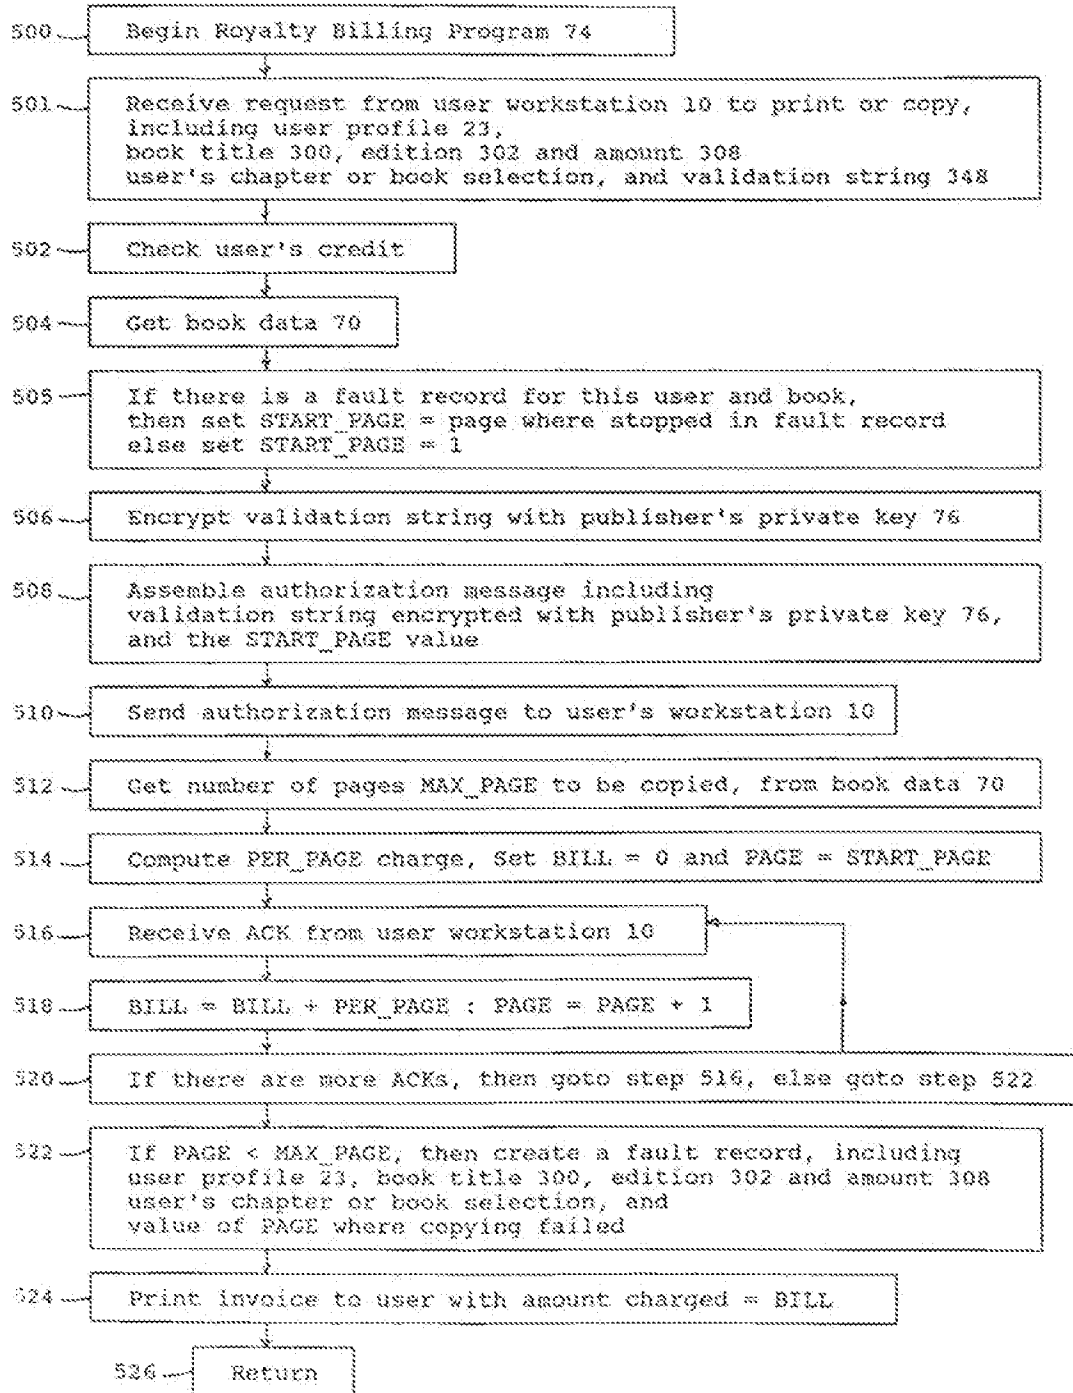 500 Begin Royalty Billing Program 74
501 Receive request from user workstation 10 to print or copy,
including user profile 23,
book title 300, edition 302 and amount 308
user's chapter or book selection, and validation string 348
502 Check user's credit
504 Get book data 70
505 If there is a fault record for this user and book,
then set START_PAGE = page where stopped in fault record
else set START_PAGE = 1
506 Encrypt validation string with publisher's private key 76
508 Assemble authorization message including
validation string encrypted with publisher's private key 76,
and the START_PAGE value
510 Send authorization message to user's workstation 10
512 Get number of pages MAX_PAGE to be copied, from book data 70
514 Compute PER_PAGE charge, Set BILL = 0 and PAGE = START_PAGE
516 Receive ACK from user workstation 10
518 BILL = BILL + PER_PAGE : PAGE = PAGE + 1
520 If there are more ACKs, then goto step 516, else goto step 522
522 If PAGE < MAX_PAGE, then create a fault record, including
user profile 23, book title 300, edition 302 and amount 308
user's chapter or book selection, and
value of PAGE where copying failed
524 Print invoice to user with amount charged = BILL
526 Return